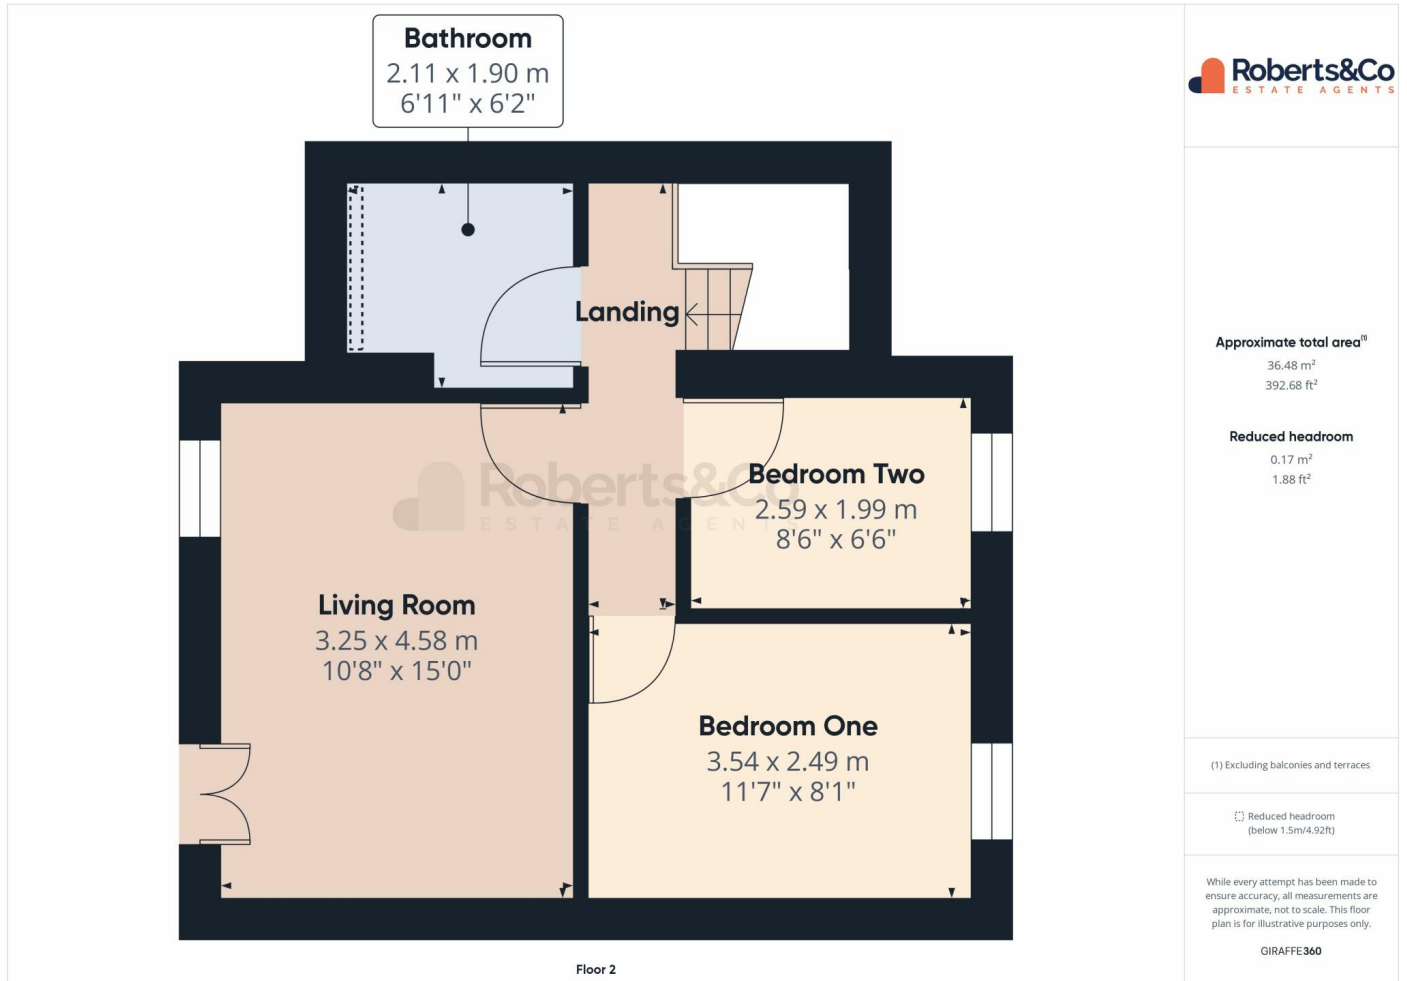 Bathroom
2.11 x 1.90 m
6'11" x 6'2"
Landing
Bedroom Two
2.59 x 1.99 m
8'6" x 6'6"
Roberts&Co
ESTATE AGENTS
Living Room
3.25 x 4.58 m
10'8" x 15'0"
Bedroom One
3.54 x 2.49 m
11'7" x 8'1"
Floor 2
Roberts&Co
ESTATE AGENTS
Approximate total area(1)
36.48 m²
392.68 ft²
Reduced headroom
0.17 m²
1.88 ft²
(1) Excluding balconies and terraces
Reduced headroom
(below 1.5m/4.92ft)
While every attempt has been made to
ensure accuracy, all measurements are
approximate, not to scale. This floor
plan is for illustrative purposes only.
GIRAFFE360